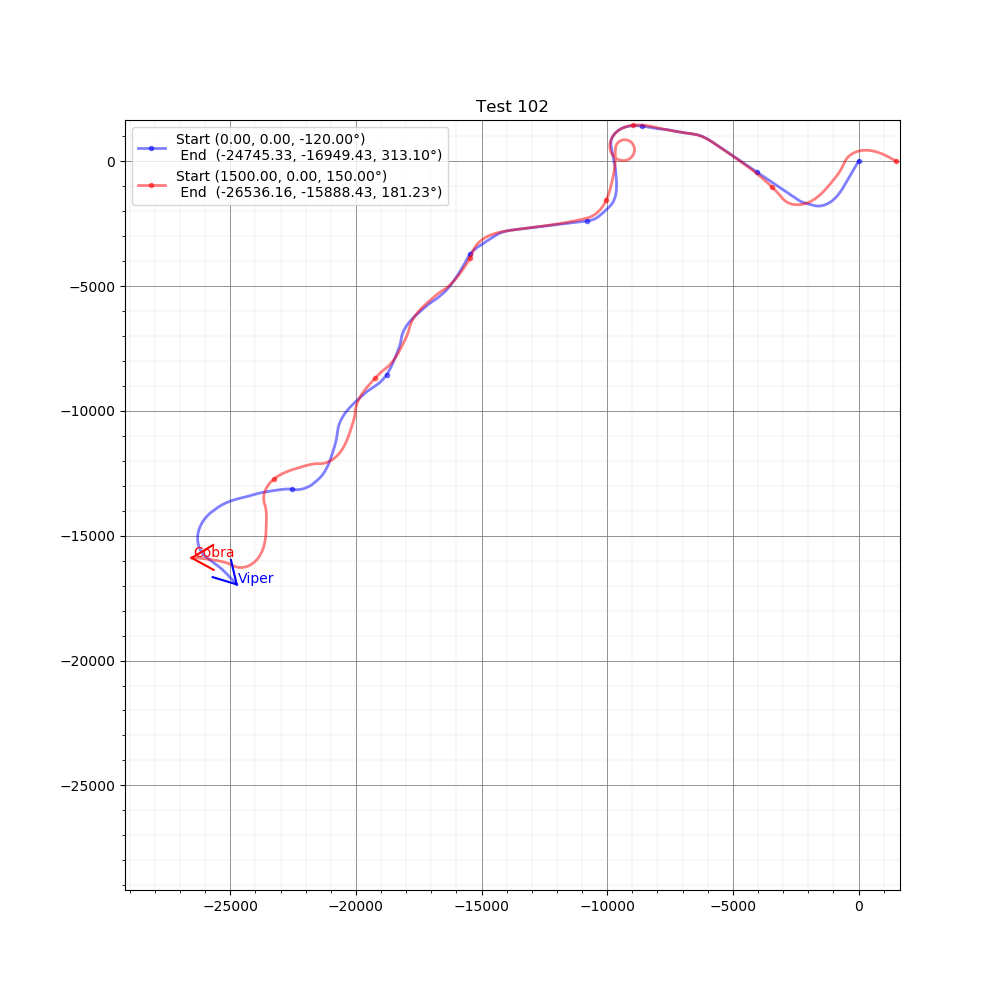 Test 102
Start (0.00, 0.00, -120.00°)
End  (-24745.33, -16949.43, 313.10°)
Start (1500.00, 0.00, 150.00°)
End  (-26536.16, -15888.43, 181.23°)
0
−5000
−10000
−15000
−20000
−25000
Cobra
Viper
−25000
−20000
−15000
−10000
−5000
0